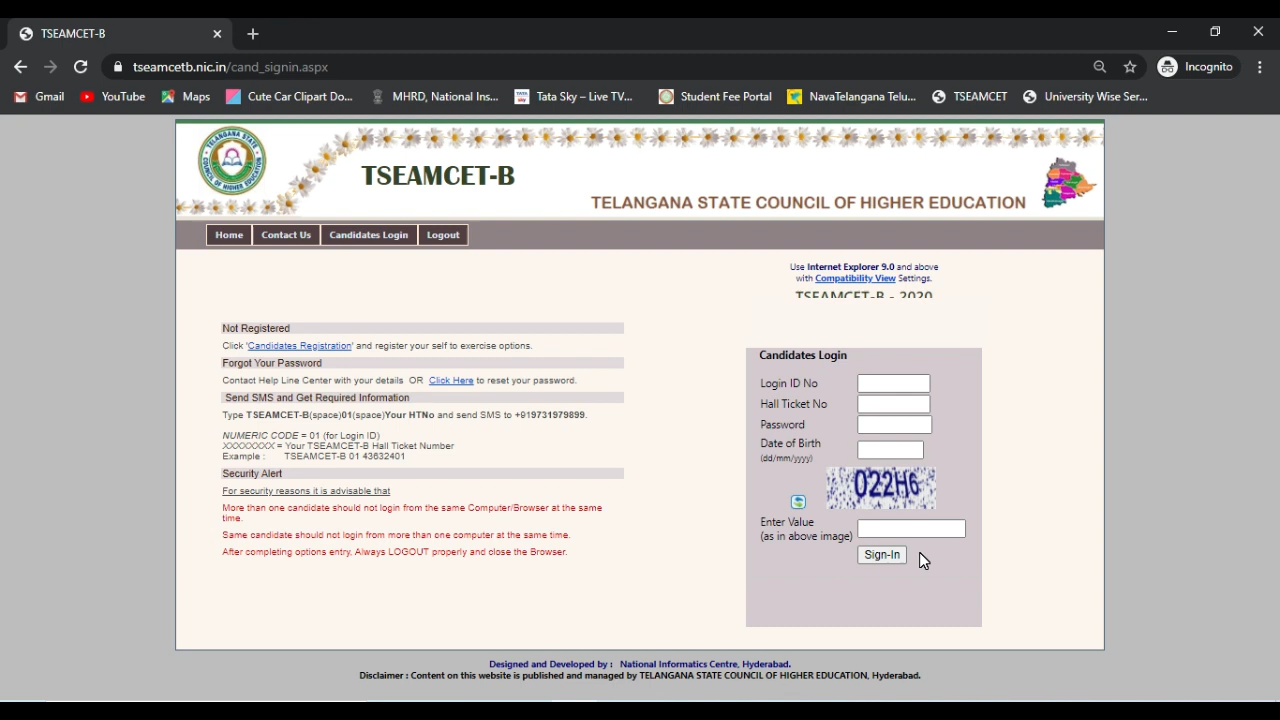 TSEAMCET-B
tseamcetb.nic.in/cand_signin.aspx
Incognito
Gmail
YouTube
Maps
Cute Car Clipart Do...
MHRD, National Ins...
Tata Sky – Live TV...
Student Fee Portal
NavaTelangana Telu...
TSEAMCET
University Wise Ser...
TSEAMCET-B
TELANGANA STATE COUNCIL OF HIGHER EDUCATION
Home
Contact Us
Candidates Login
Logout
Use Internet Explorer 9.0 and above
with Compatibility View Settings.
TSEAMCET-B - 2020
Not Registered
Click 'Candidates Registration' and register your self to exercise options.
Forgot Your Password
Contact Help Line Center with your details OR Click Here to reset your password.
Send SMS and Get Required Information
Type TSEAMCET-B(space)01(space)Your HTNo and send SMS to +919731979899.
NUMERIC CODE = 01 (for Login ID)
XXXXXXXX = Your TSEAMCET-B Hall Ticket Number
Example : TSEAMCET-B 01 43632401
Security Alert
For security reasons it is advisable that
More than one candidate should not login from the same Computer/Browser at the same
time.
Same candidate should not login from more than one computer at the same time.
After completing options entry, Always LOGOUT properly and close the Browser.
Candidates Login
Login ID No
Hall Ticket No
Password
Date of Birth
(dd/mm/yyyy)
O22H6
Enter Value
(as in above image)
Sign-In
Designed and Developed by : National Informatics Centre, Hyderabad.
Disclaimer : Content on this website is published and managed by TELANGANA STATE COUNCIL OF HIGHER EDUCATION, Hyderabad.